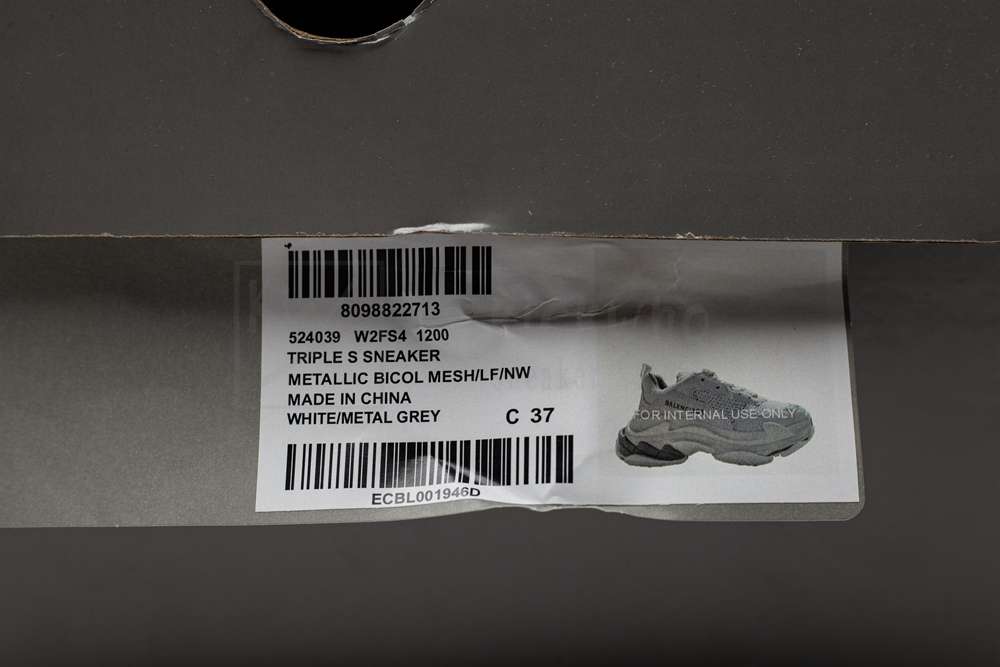 8098822713
524039 W2FS4 1200
TRIPLE S SNEAKER
METALLIC BICOL MESH/LF/NW
MADE IN CHINA
WHITE/METAL GREY C 37
FOR INTERNAL USE ONLY
ECBL001946D